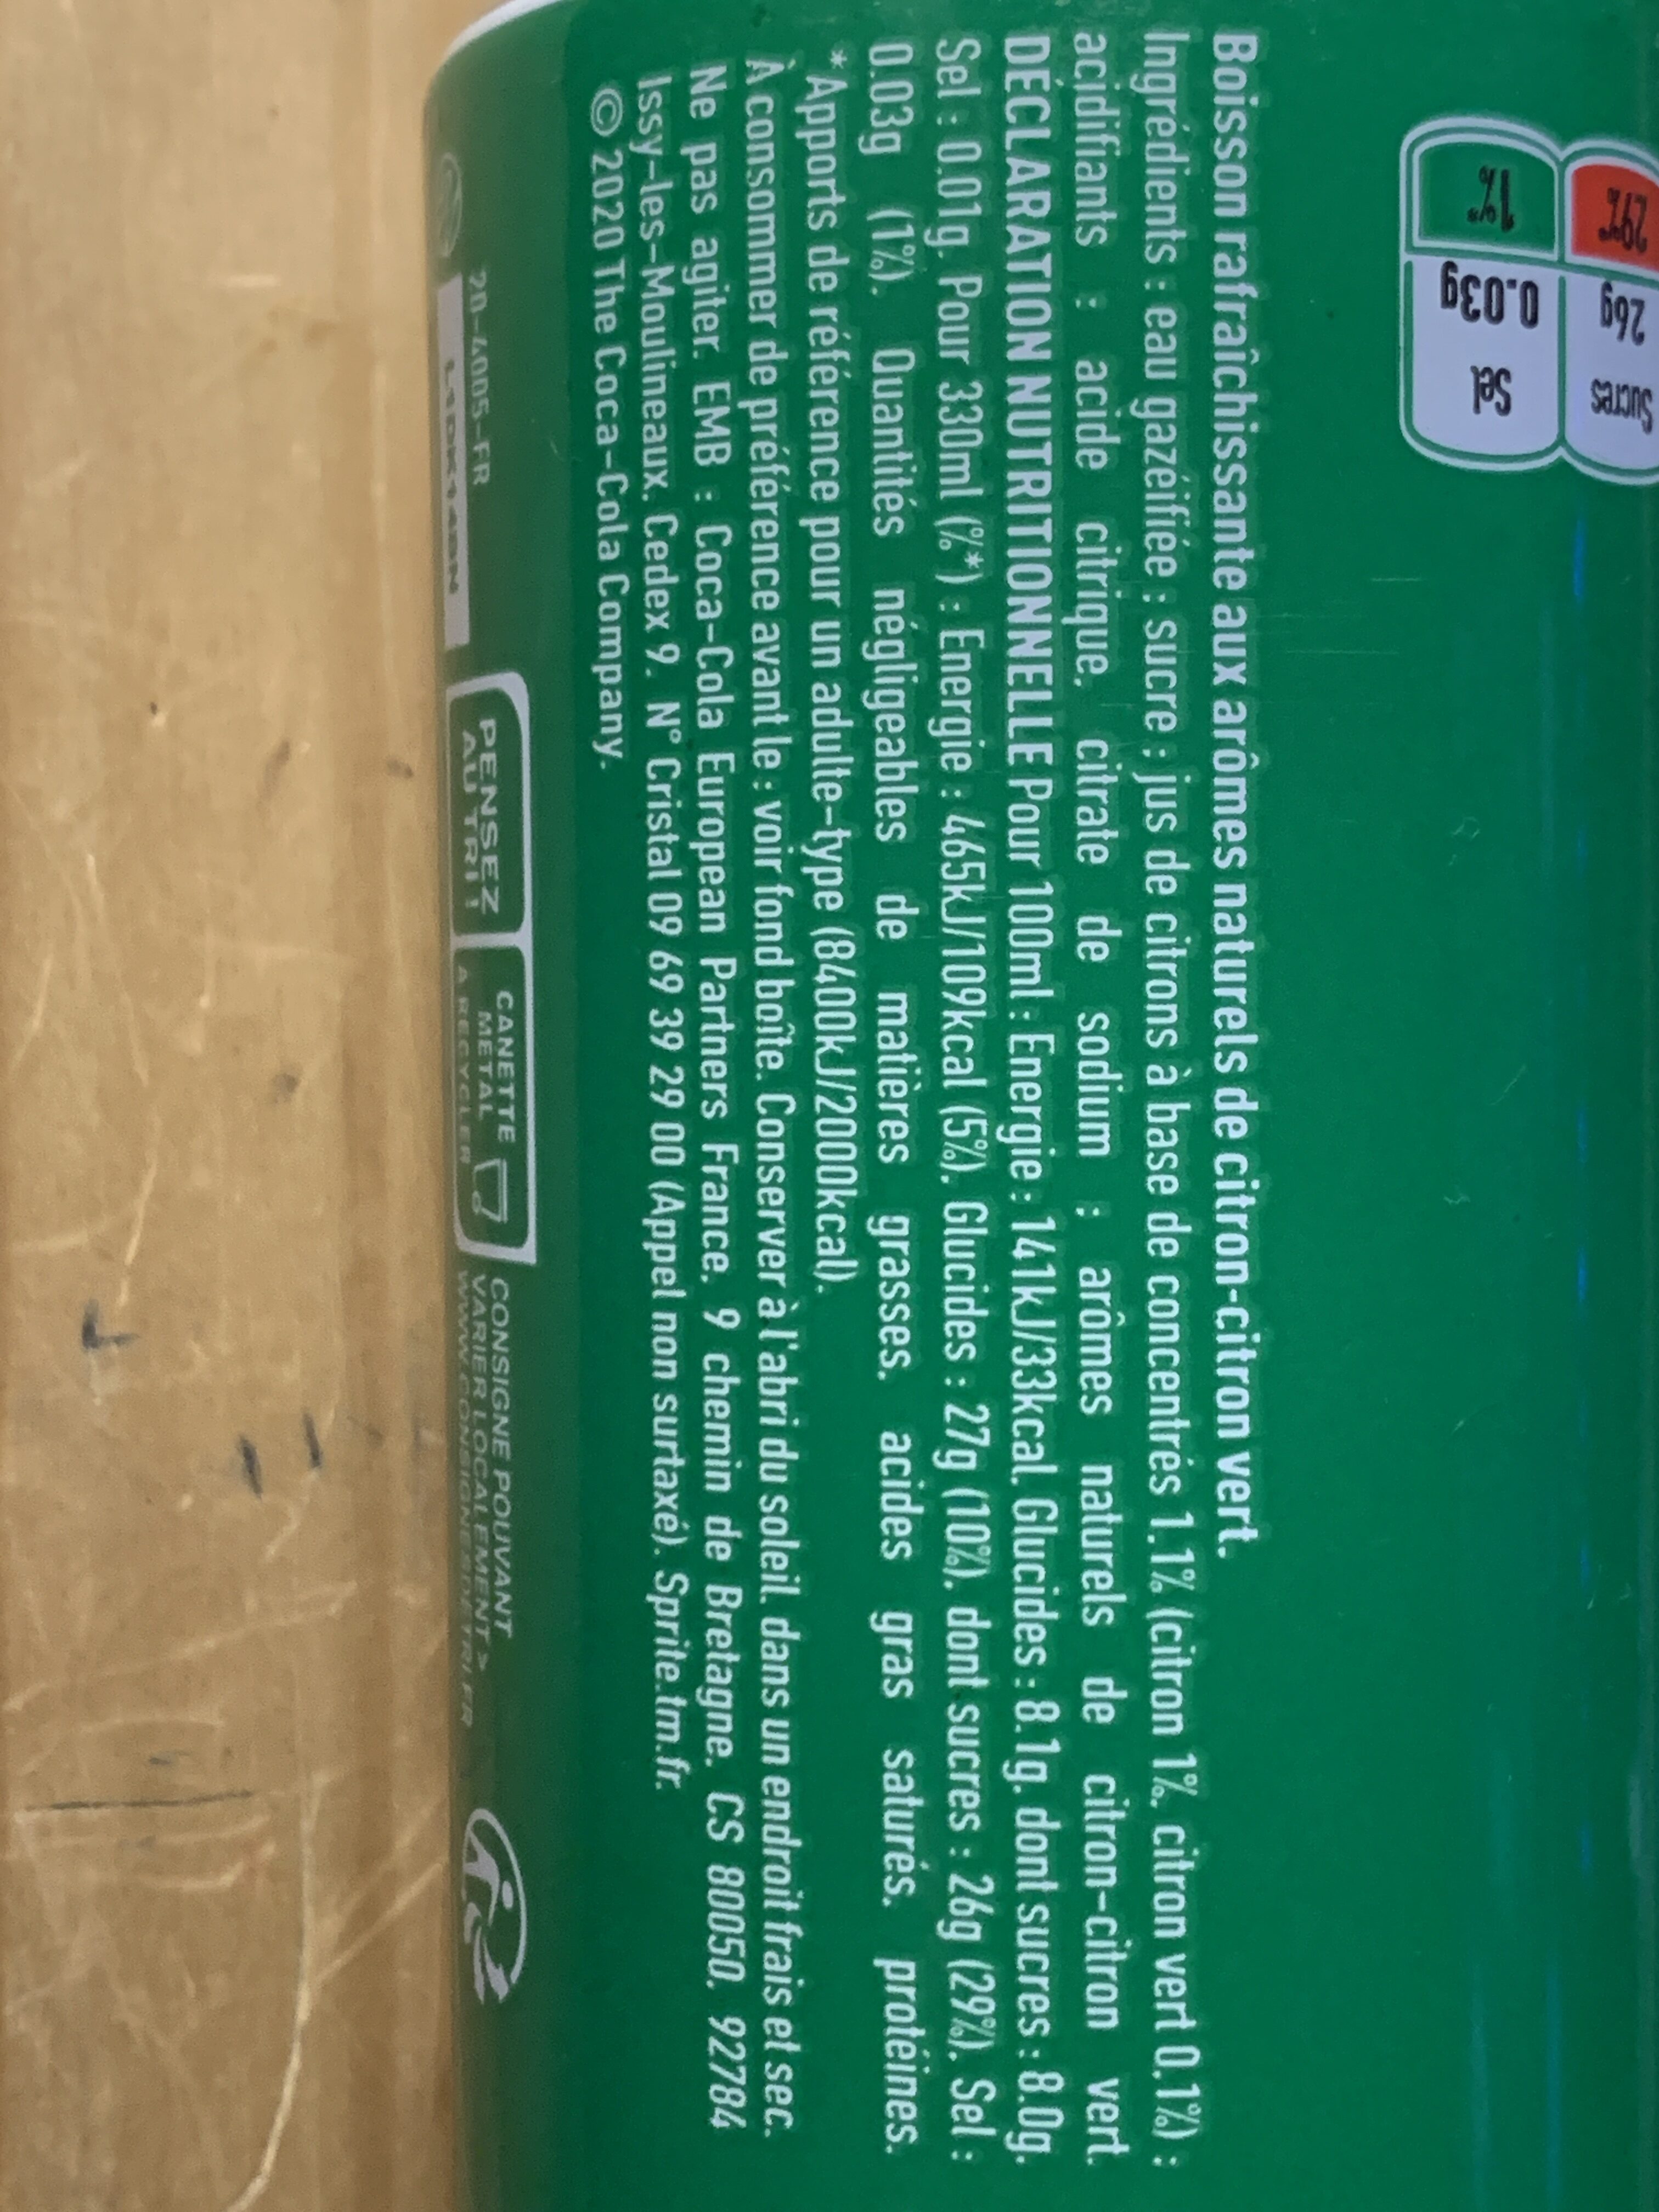 Sucres
26g
29%*
Sel
0.03g
1%*
Boisson rafraîchissante aux arômes naturels de citron-citron vert.
Ingrédients : eau gazéifiée ; sucre ; jus de citrons à base de concentrés 1.1% (citron 1%, citron vert 0.1%) ;
acidifiants : acide citrique, citrate de sodium ; arômes naturels de citron-citron vert.
DÉCLARATION NUTRITIONNELLE Pour 100ml : Energie : 141kJ/33kcal, Glucides : 8.1g, dont sucres : 8.0g,
Sel : 0.01g. Pour 330ml (%*) : Energie : 465kJ/109kcal (5%), Glucides : 27g (10%), dont sucres : 26g (29%), Sel :
0.03g (1%). Quantités négligeables de matières grasses, acides gras saturés, protéines.
*Apports de référence pour un adulte-type (8400kJ/2000kcal).
À consommer de préférence avant le : voir fond boîte. Conserver à l'abri du soleil, dans un endroit frais et sec.
Ne pas agiter. EMB : Coca-Cola European Partners France, 9 chemin de Bretagne, CS 80050, 92784
Issy-les-Moulineaux, Cedex 9. N° Cristal 09 69 39 29 00 (Appel non surtaxé). Sprite.tm.fr.
© 2020 The Coca-Cola Company.
20-4005-FR
PENSEZ
AU TRI !
CANETTE
MÉTAL
À RECYCLER
CONSIGNE POUVANT
VARIER LOCALEMENT >
WWW.CONSIGNESDETRI.FR